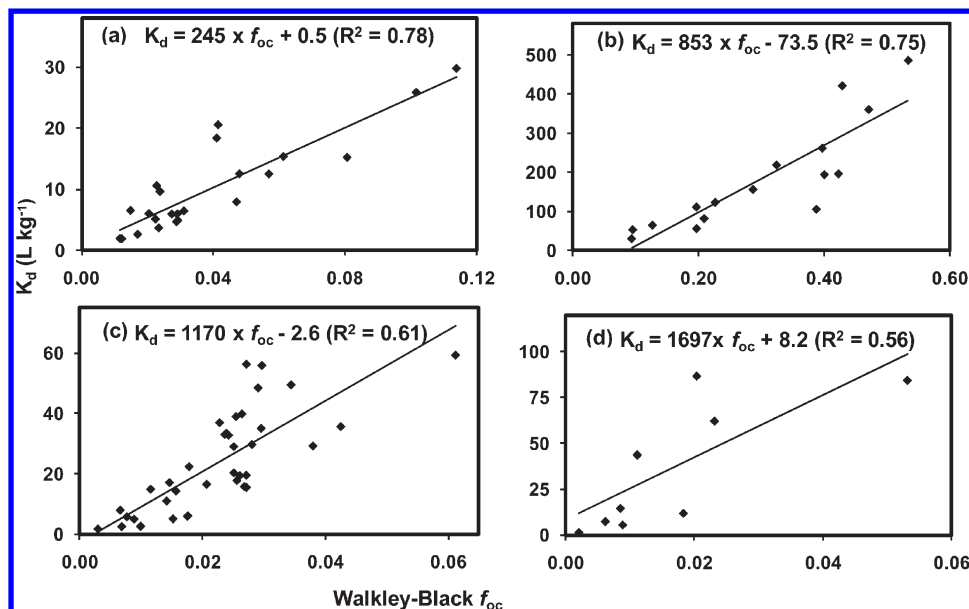 (a) K_d = 245 x f_oc + 0.5 (R² = 0.78)
30
20
10
0
0.00 0.04 0.08 0.12
(b) K_d = 853 x f_oc - 73.5 (R² = 0.75)
500
400
300
200
100
0
0.00 0.20 0.40 0.60
K_d (L kg⁻¹)
(c) K_d = 1170 x f_oc - 2.6 (R² = 0.61)
60
40
20
0
0.00 0.02 0.04 0.06
(d) K_d = 1697x f_oc + 8.2 (R² = 0.56)
100
75
50
25
0
0.00 0.02 0.04 0.06
Walkley-Black f_oc